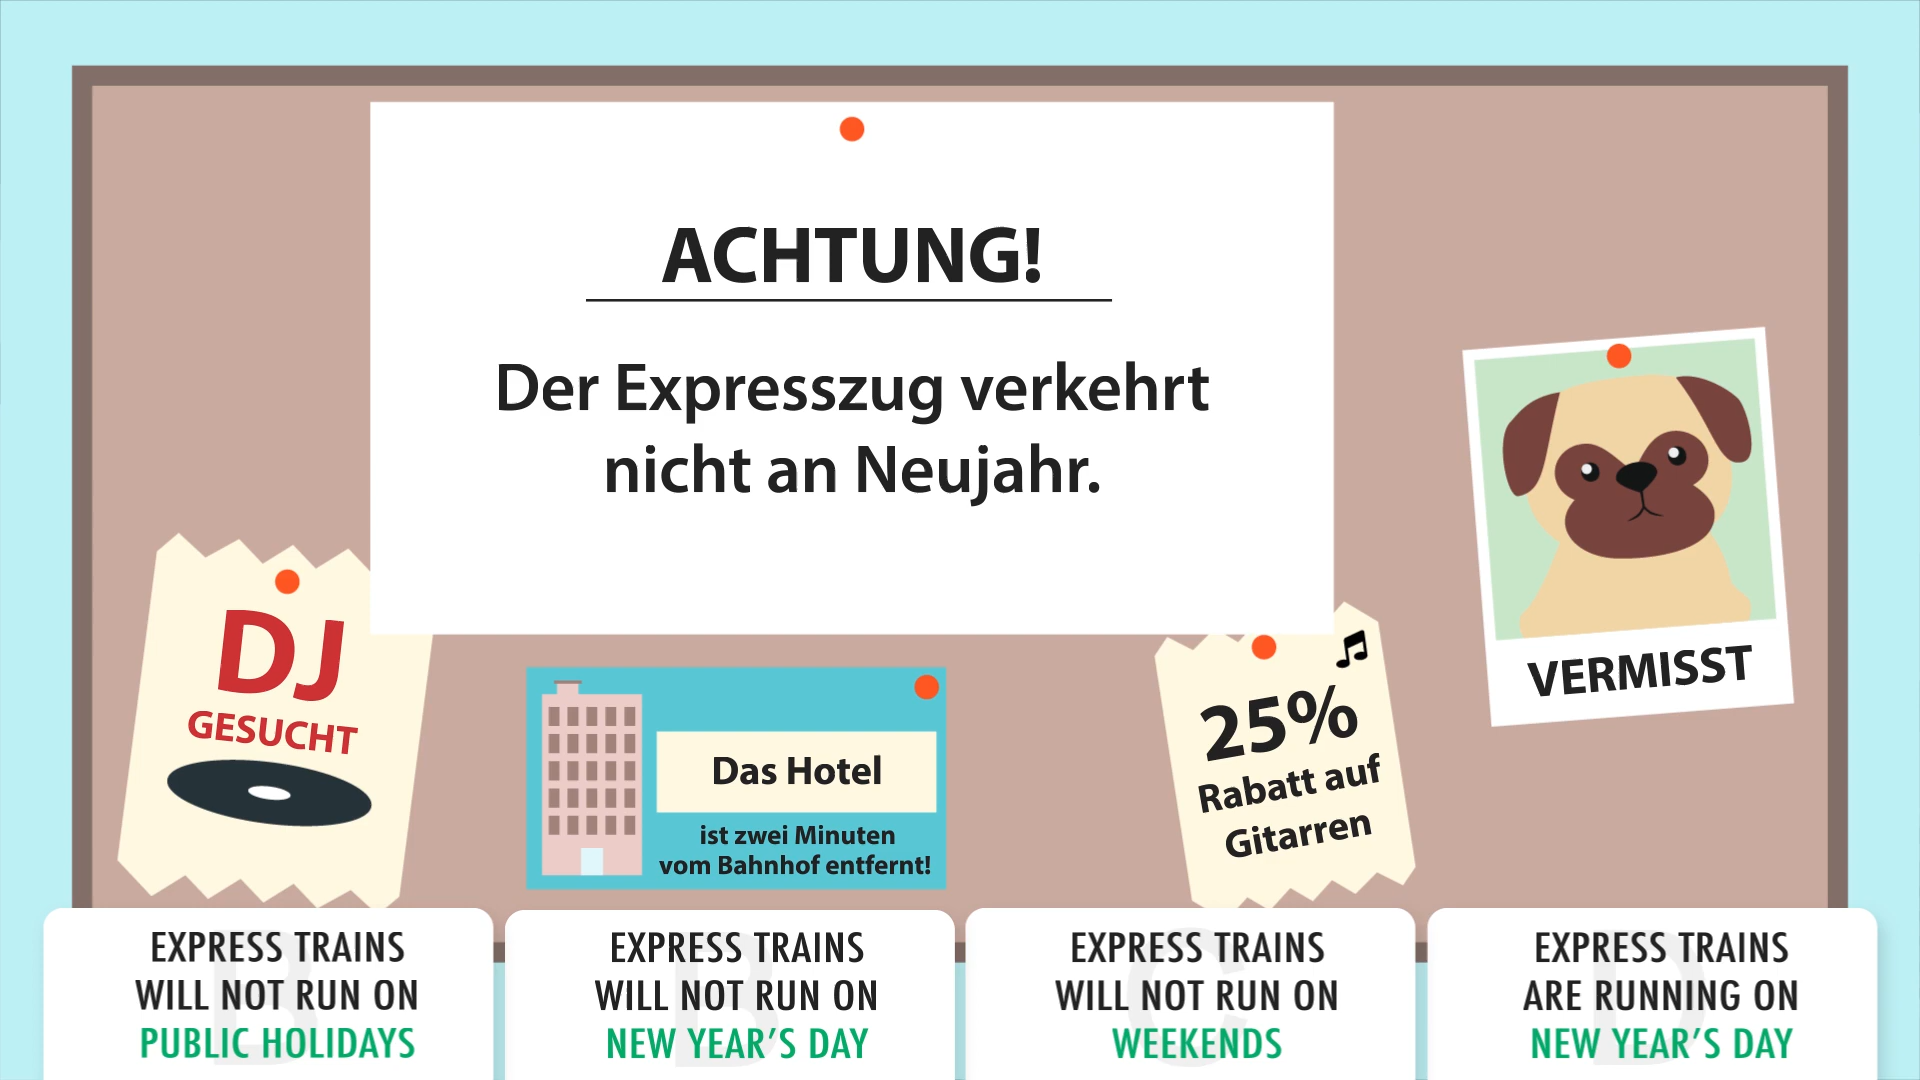 ACHTUNG!
Der Expresszug verkehrt
nicht an Neujahr.
DJ
GESUCHT
Das Hotel
ist zwei Minuten
vom Bahnhof entfernt!
25%
Rabatt auf
Gitarren
VERMISST
B
EXPRESS TRAINS
WILL NOT RUN ON
PUBLIC HOLIDAYS
B
EXPRESS TRAINS
WILL NOT RUN ON
NEW YEAR'S DAY
C
EXPRESS TRAINS
WILL NOT RUN ON
WEEKENDS
D
EXPRESS TRAINS
ARE RUNNING ON
NEW YEAR'S DAY